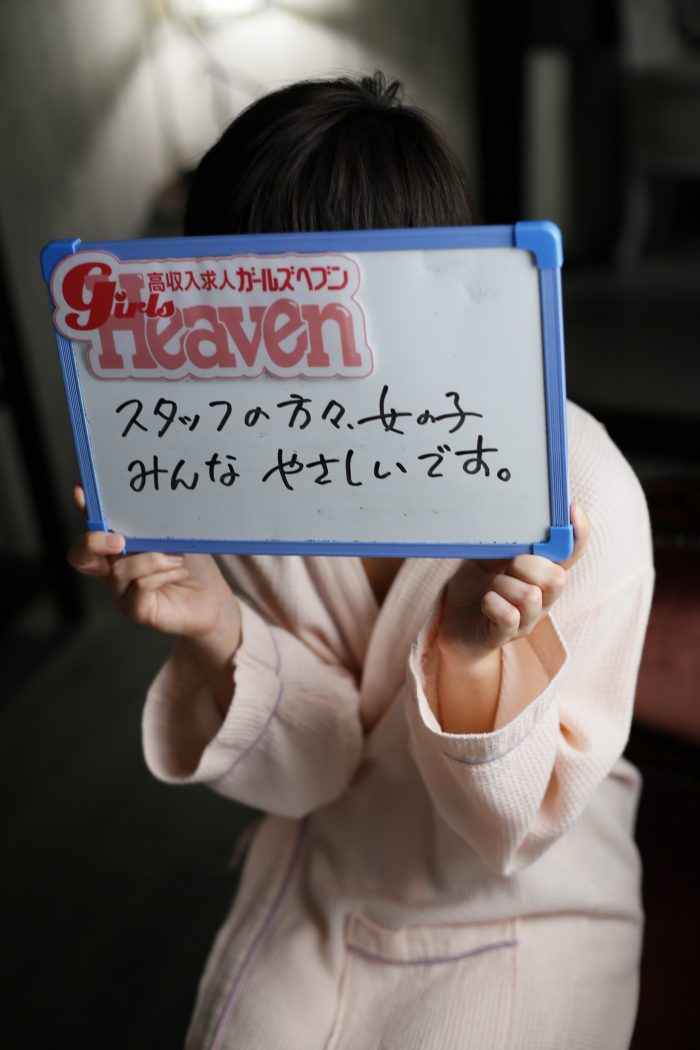 高収入求人ガールズヘブン
Girls
Heaven
スタッフの方々、女の子
みんな やさしいです。